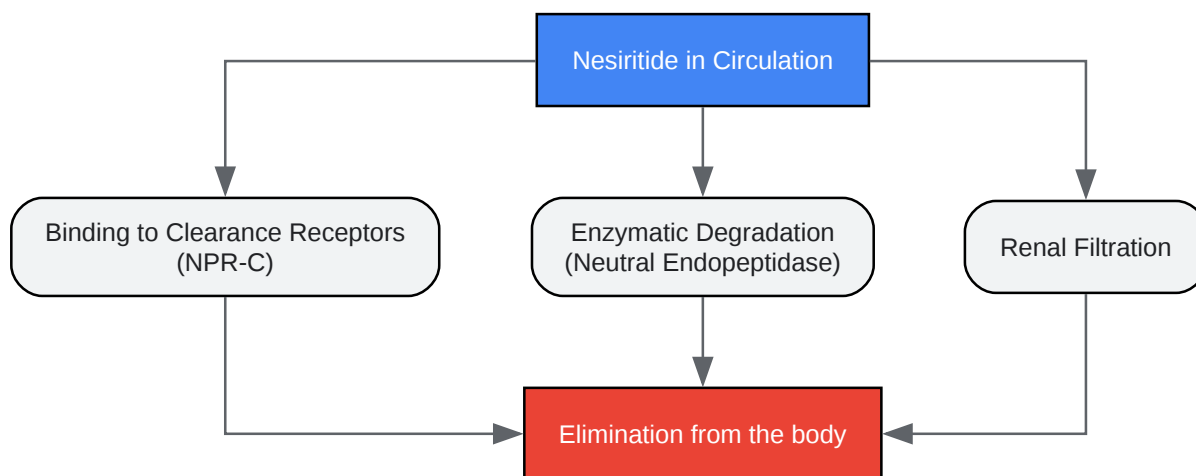 Nesiritide in Circulation
Binding to Clearance Receptors
(NPR-C)
Enzymatic Degradation
(Neutral Endopeptidase)
Renal Filtration
Elimination from the body